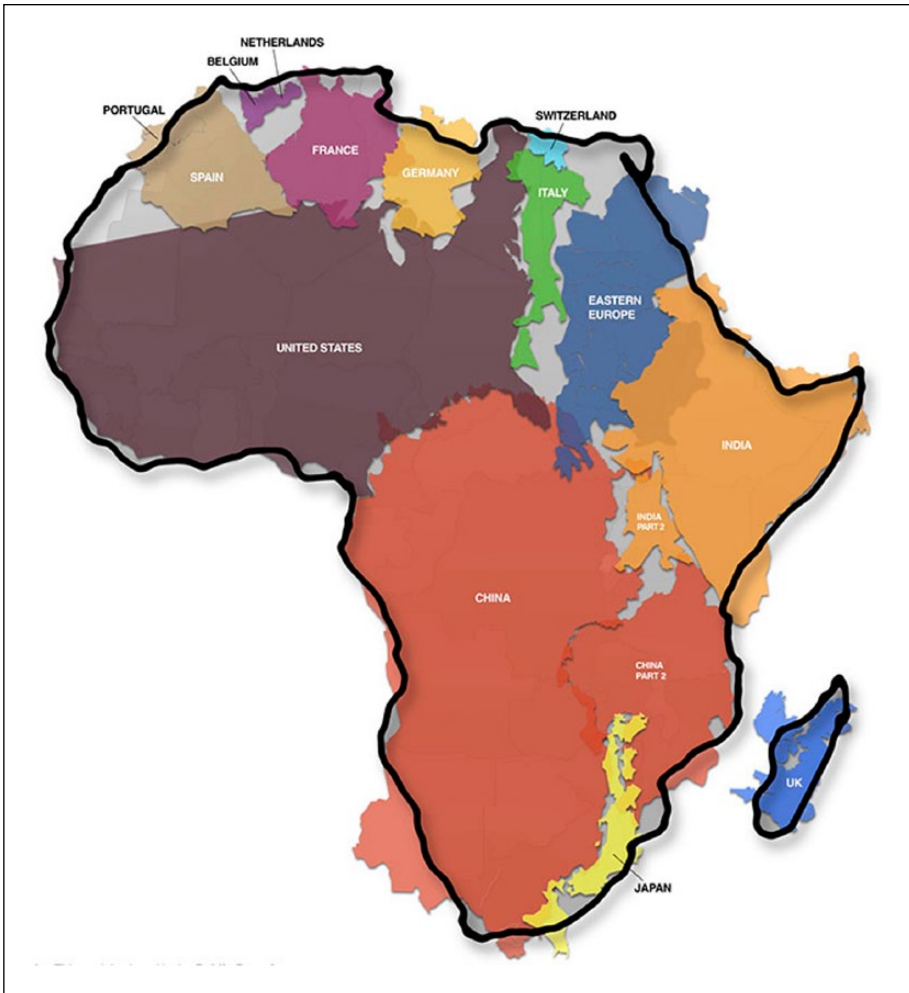 NETHERLANDS
BELGIUM
PORTUGAL
SWITZERLAND
FRANCE
GERMANY
SPAIN
ITALY
EASTERN
EUROPE
UNITED STATES
INDIA
INDIA
PART 2
CHINA
CHINA
PART 2
UK
JAPAN